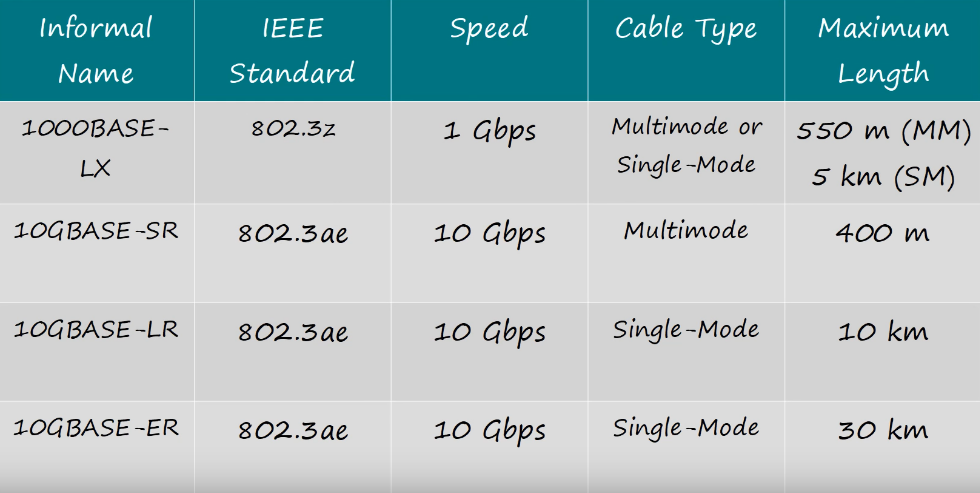 Informal Name
IEEE Standard
Speed
Cable Type
Maximum Length
1000BASE-LX
802.3z
1 Gbps
Multimode or Single-Mode
550 m (MM)
5 km (SM)
10GBASE-SR
802.3ae
10 Gbps
Multimode
400 m
10GBASE-LR
802.3ae
10 Gbps
Single-Mode
10 km
10GBASE-ER
802.3ae
10 Gbps
Single-Mode
30 km